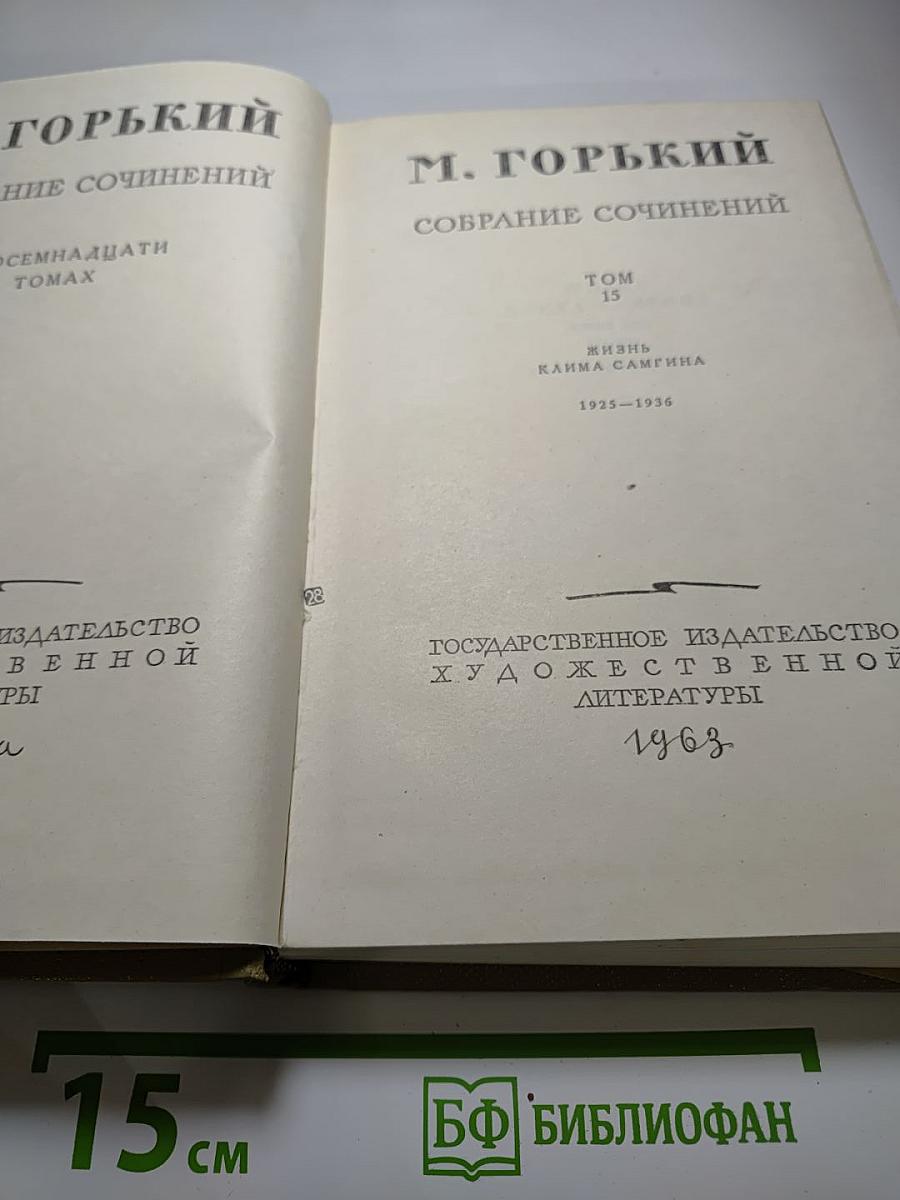 ГОРЬКИЙ
НИЕ СОЧИНЕНИЙ
ОСЕМНАДЦАТИ
ТОМАХ
ИЗДАТЕЛЬСТВО
ВЕННОЙ
РЫ
а
М. ГОРЬКИЙ
СОБРАНИЕ СОЧИНЕНИЙ
ТОМ
15
ЖИЗНЬ
КЛИМА САМГИНА
1925—1936
28
ГОСУДАРСТВЕННОЕ ИЗДАТЕЛЬСТВО
ХУДОЖЕСТВЕННОЙ
ЛИТЕРАТУРЫ
1963
15 см
БФ БИБЛИОФАН